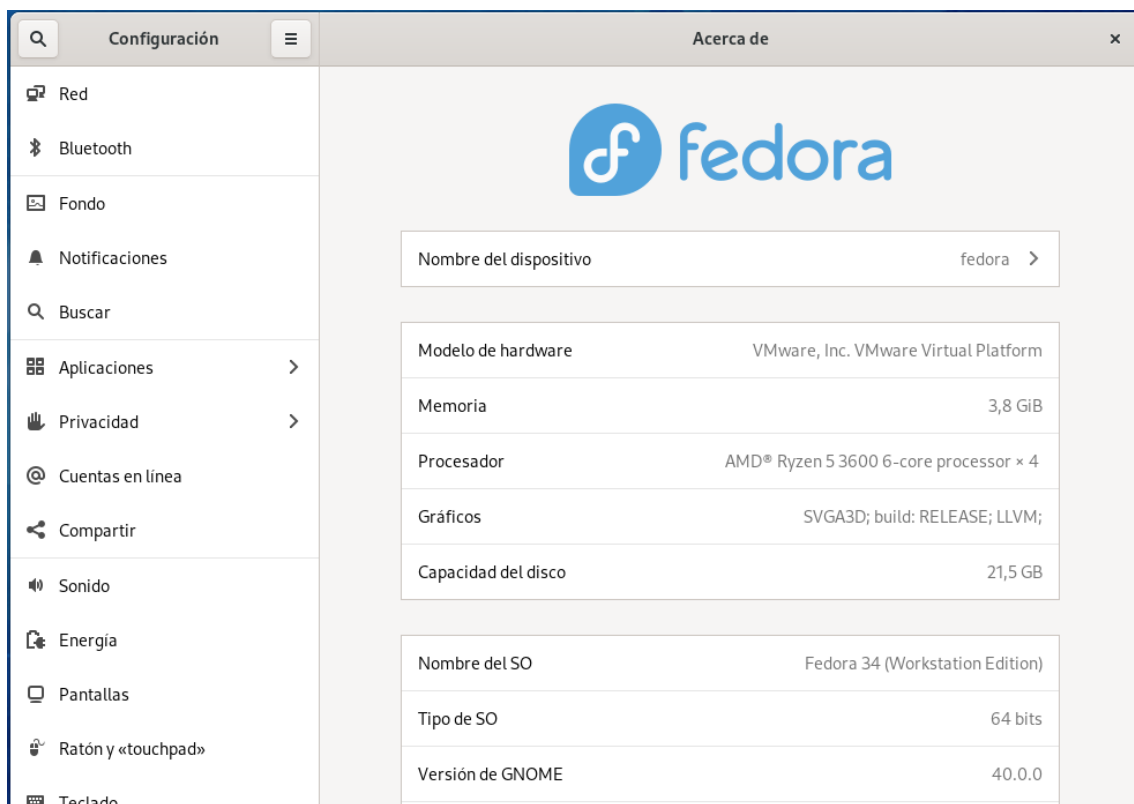 Configuración
Acerca de
Red
Bluetooth
Fondo
Notificaciones
Buscar
Aplicaciones
Privacidad
Cuentas en línea
Compartir
Sonido
Energía
Pantallas
Ratón y «touchpad»
Teclado
fedora
Nombre del dispositivo fedora
Modelo de hardware VMware, Inc. VMware Virtual Platform
Memoria 3,8 GiB
Procesador AMD® Ryzen 5 3600 6-core processor × 4
Gráficos SVGA3D; build: RELEASE; LLVM;
Capacidad del disco 21,5 GB
Nombre del SO Fedora 34 (Workstation Edition)
Tipo de SO 64 bits
Versión de GNOME 40.0.0